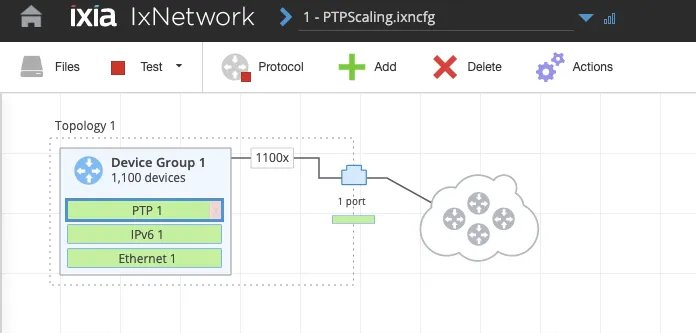 ixia IxNetwork 1 - PTPScaling.ixncfg
Files Test Protocol Add Delete Actions
Topology 1
Device Group 1
1,100 devices
1100x
PTP 1
1 port
IPv6 1
Ethernet 1